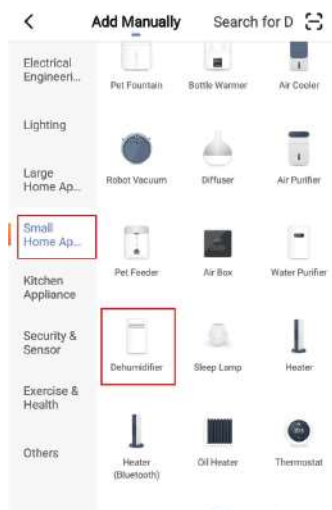 Add Manually
Search for D
Electrical
Engineeri...
Pet Fountain
Bottle Warmer
Air Cooler
Lighting
Robot Vacuum
Diffuser
Air Purifier
Large
Home Ap...
Small
Home Ap...
Pet Feeder
Air Box
Water Purifier
Kitchen
Appliance
Security &
Sensor
Dehumidifier
Sleep Lamp
Heater
Exercise &
Health
Others
Heater
(Bluetooth)
Oil Heater
Thermostat